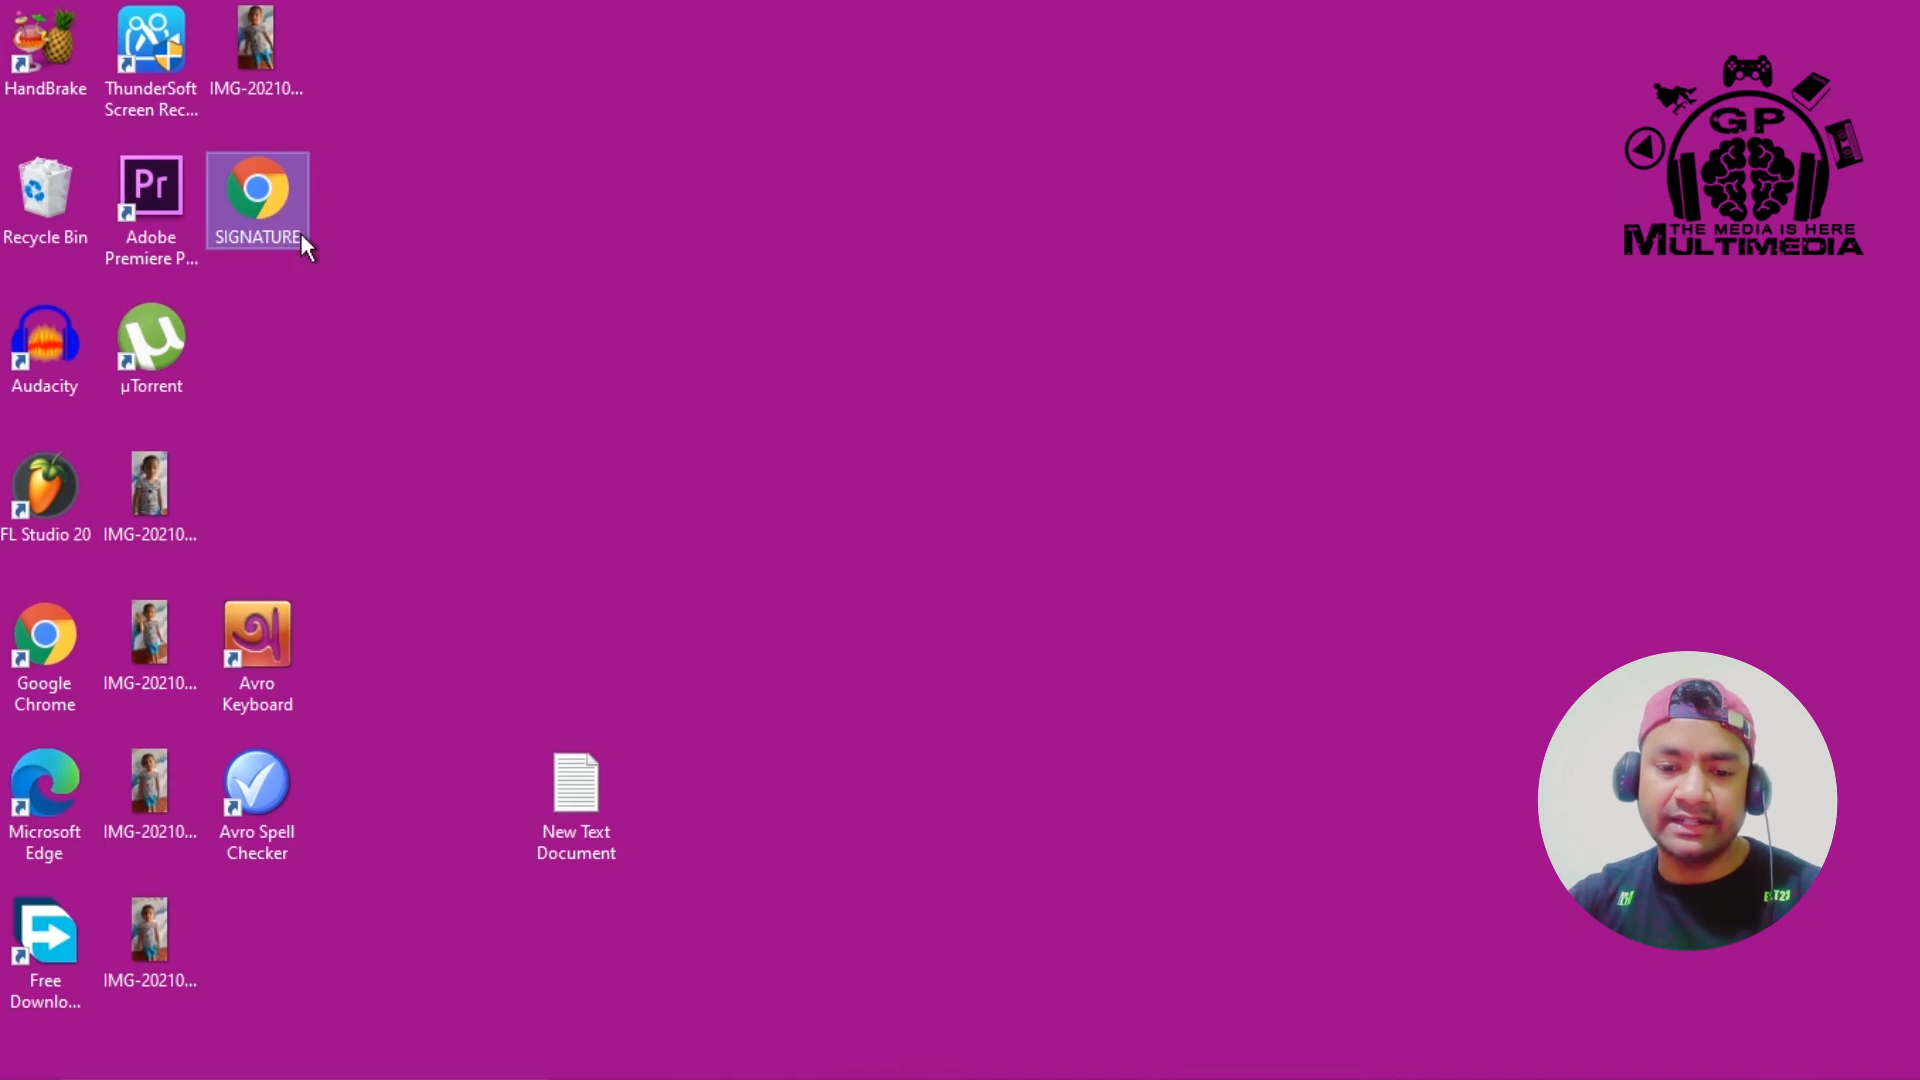 HandBrake
ThunderSoft
Screen Rec...
IMG-20210...
Recycle Bin
Pr
Adobe
Premiere P...
SIGNATURE
Audacity
µ
µTorrent
FL Studio 20
IMG-20210...
Google
Chrome
IMG-20210...
অ
Avro
Keyboard
Microsoft
Edge
IMG-20210...
Avro Spell
Checker
New Text
Document
Free
Downlo...
IMG-20210...
GP
THE MEDIA IS HERE
MULTIMEDIA